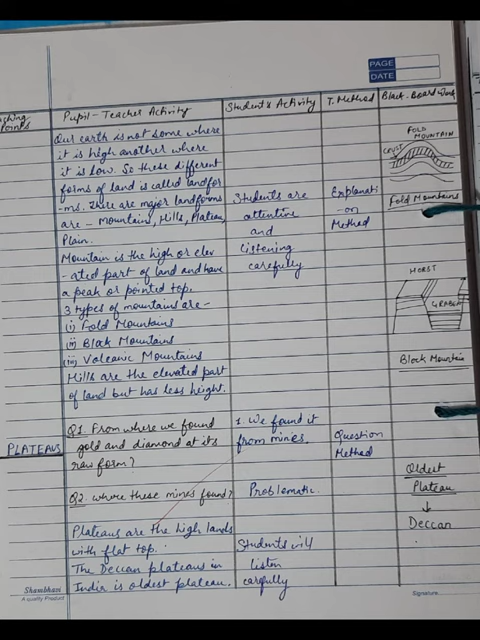 PAGE
DATE
Pupil-Teacher Activity
Student's Activity
T. Method
Black-Board Work
Points
Our earth is not some where
it is high another where
it is low. So these different
forms of land is called landfor
-ms. There are major landforms
are - Mountains, Hills, Plateau,
Plain.
Mountain is the high or elev
-ated part of land and have
a peak or pointed top.
3 types of mountains are -
(i) Fold Mountains
(ii) Block Mountains
(iii) Volcanic Mountains
Hills are the elevated part
of land but has less height.
Students are
attentive
and
listening
carefully
Explanati
-on
Method
FOLD
MOUNTAIN
CRUST
Fold Mountains
HORST
GRABEN
Block Mountain
PLATEAUS
Q1. From where we found
gold and diamond at its
raw form?
1. We found it
from mines.
Question
Method
Q2. where these mines found?
Problematic.
Oldest
Plateau
↓
Deccan
Plateaus are the high lands
with flat top.
The Deccan plateaus in
India is oldest plateau.
Students will
listen
carefully
Shambhavi
A quality Product
Signature